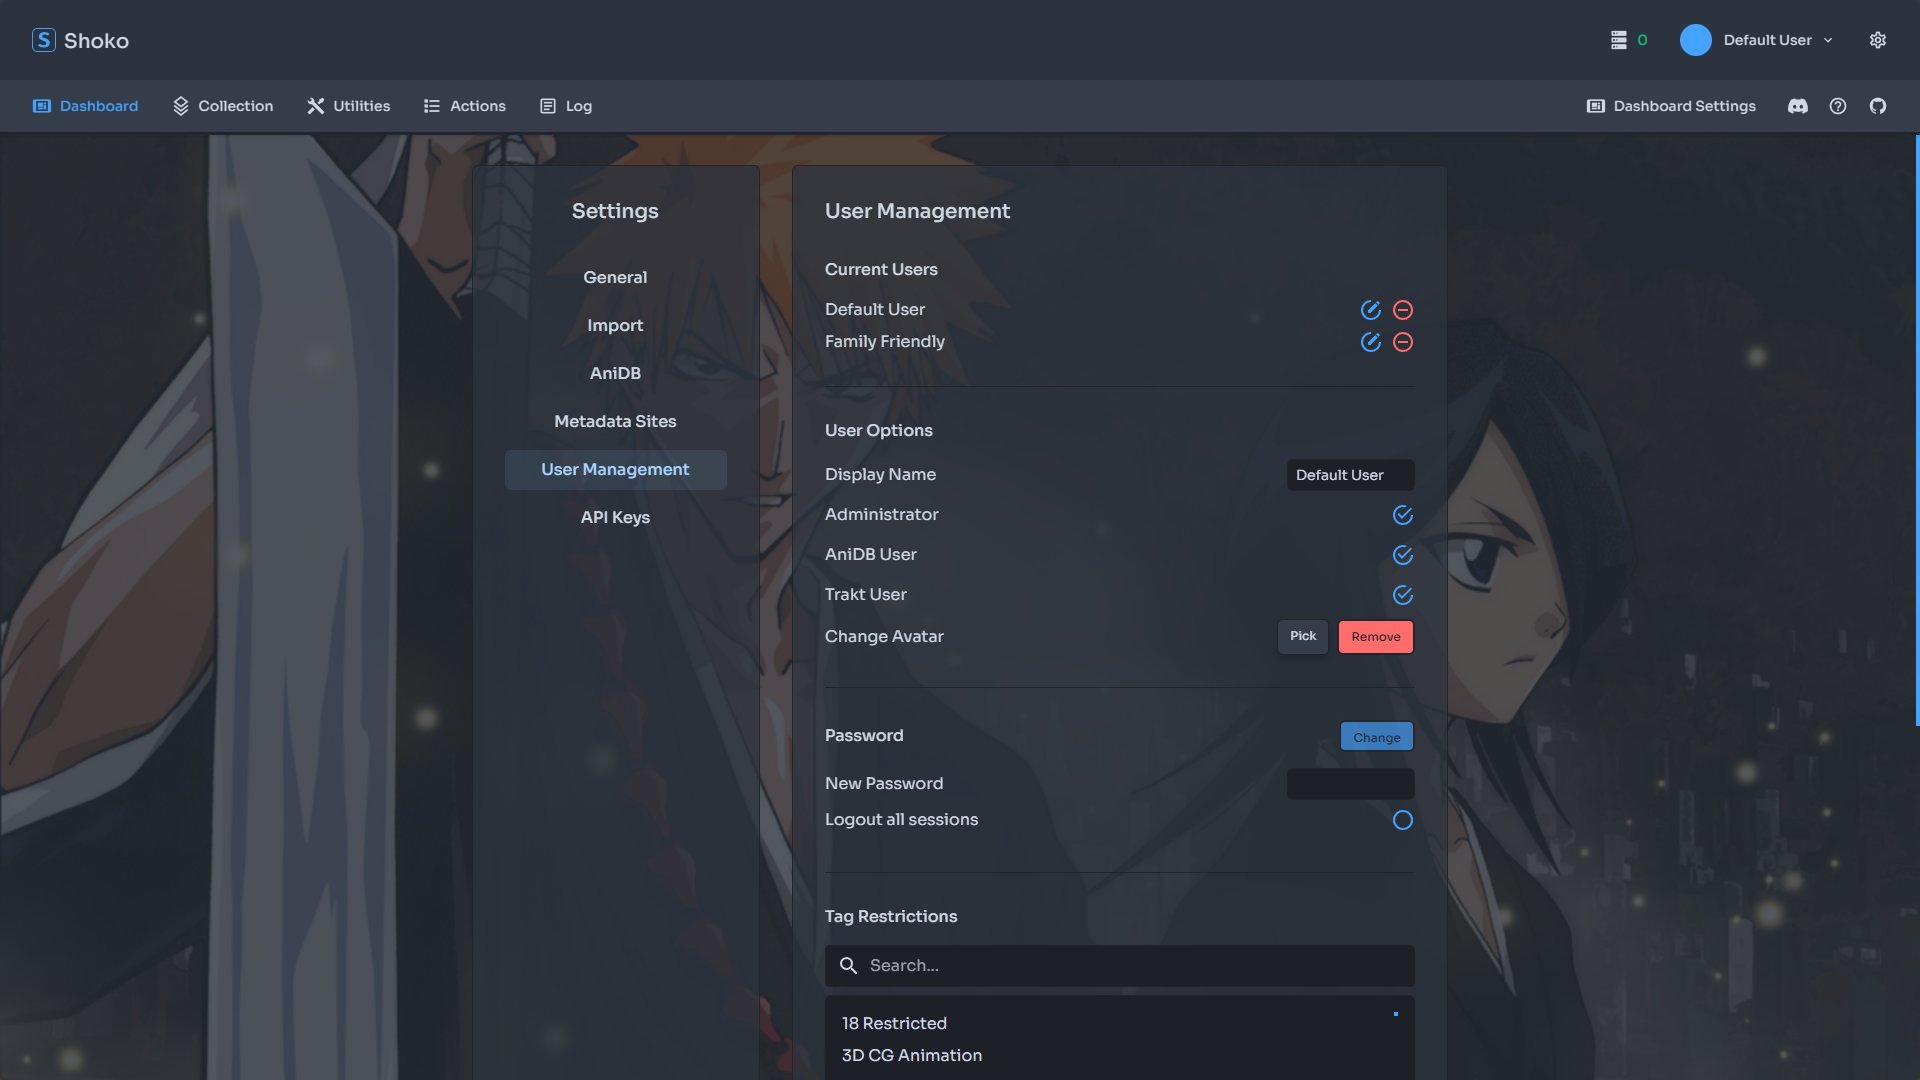 S Shoko
0
Default User
Dashboard
Collection
Utilities
Actions
Log
Dashboard Settings
Settings
General
Import
AniDB
Metadata Sites
User Management
API Keys
User Management
Current Users
Default User
Family Friendly
User Options
Display Name
Default User
Administrator
AniDB User
Trakt User
Change Avatar
Pick
Remove
Password
Change
New Password
Logout all sessions
Tag Restrictions
Search...
18 Restricted
3D CG Animation